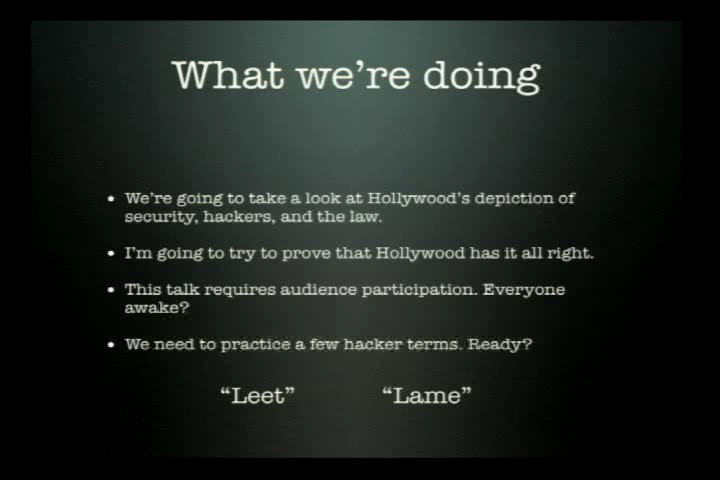 What we're doing
• We're going to take a look at Hollywood's depiction of
security, hackers, and the law.
• I'm going to try to prove that Hollywood has it all right.
• This talk requires audience participation. Everyone
awake?
• We need to practice a few hacker terms. Ready?
“Leet” “Lame”